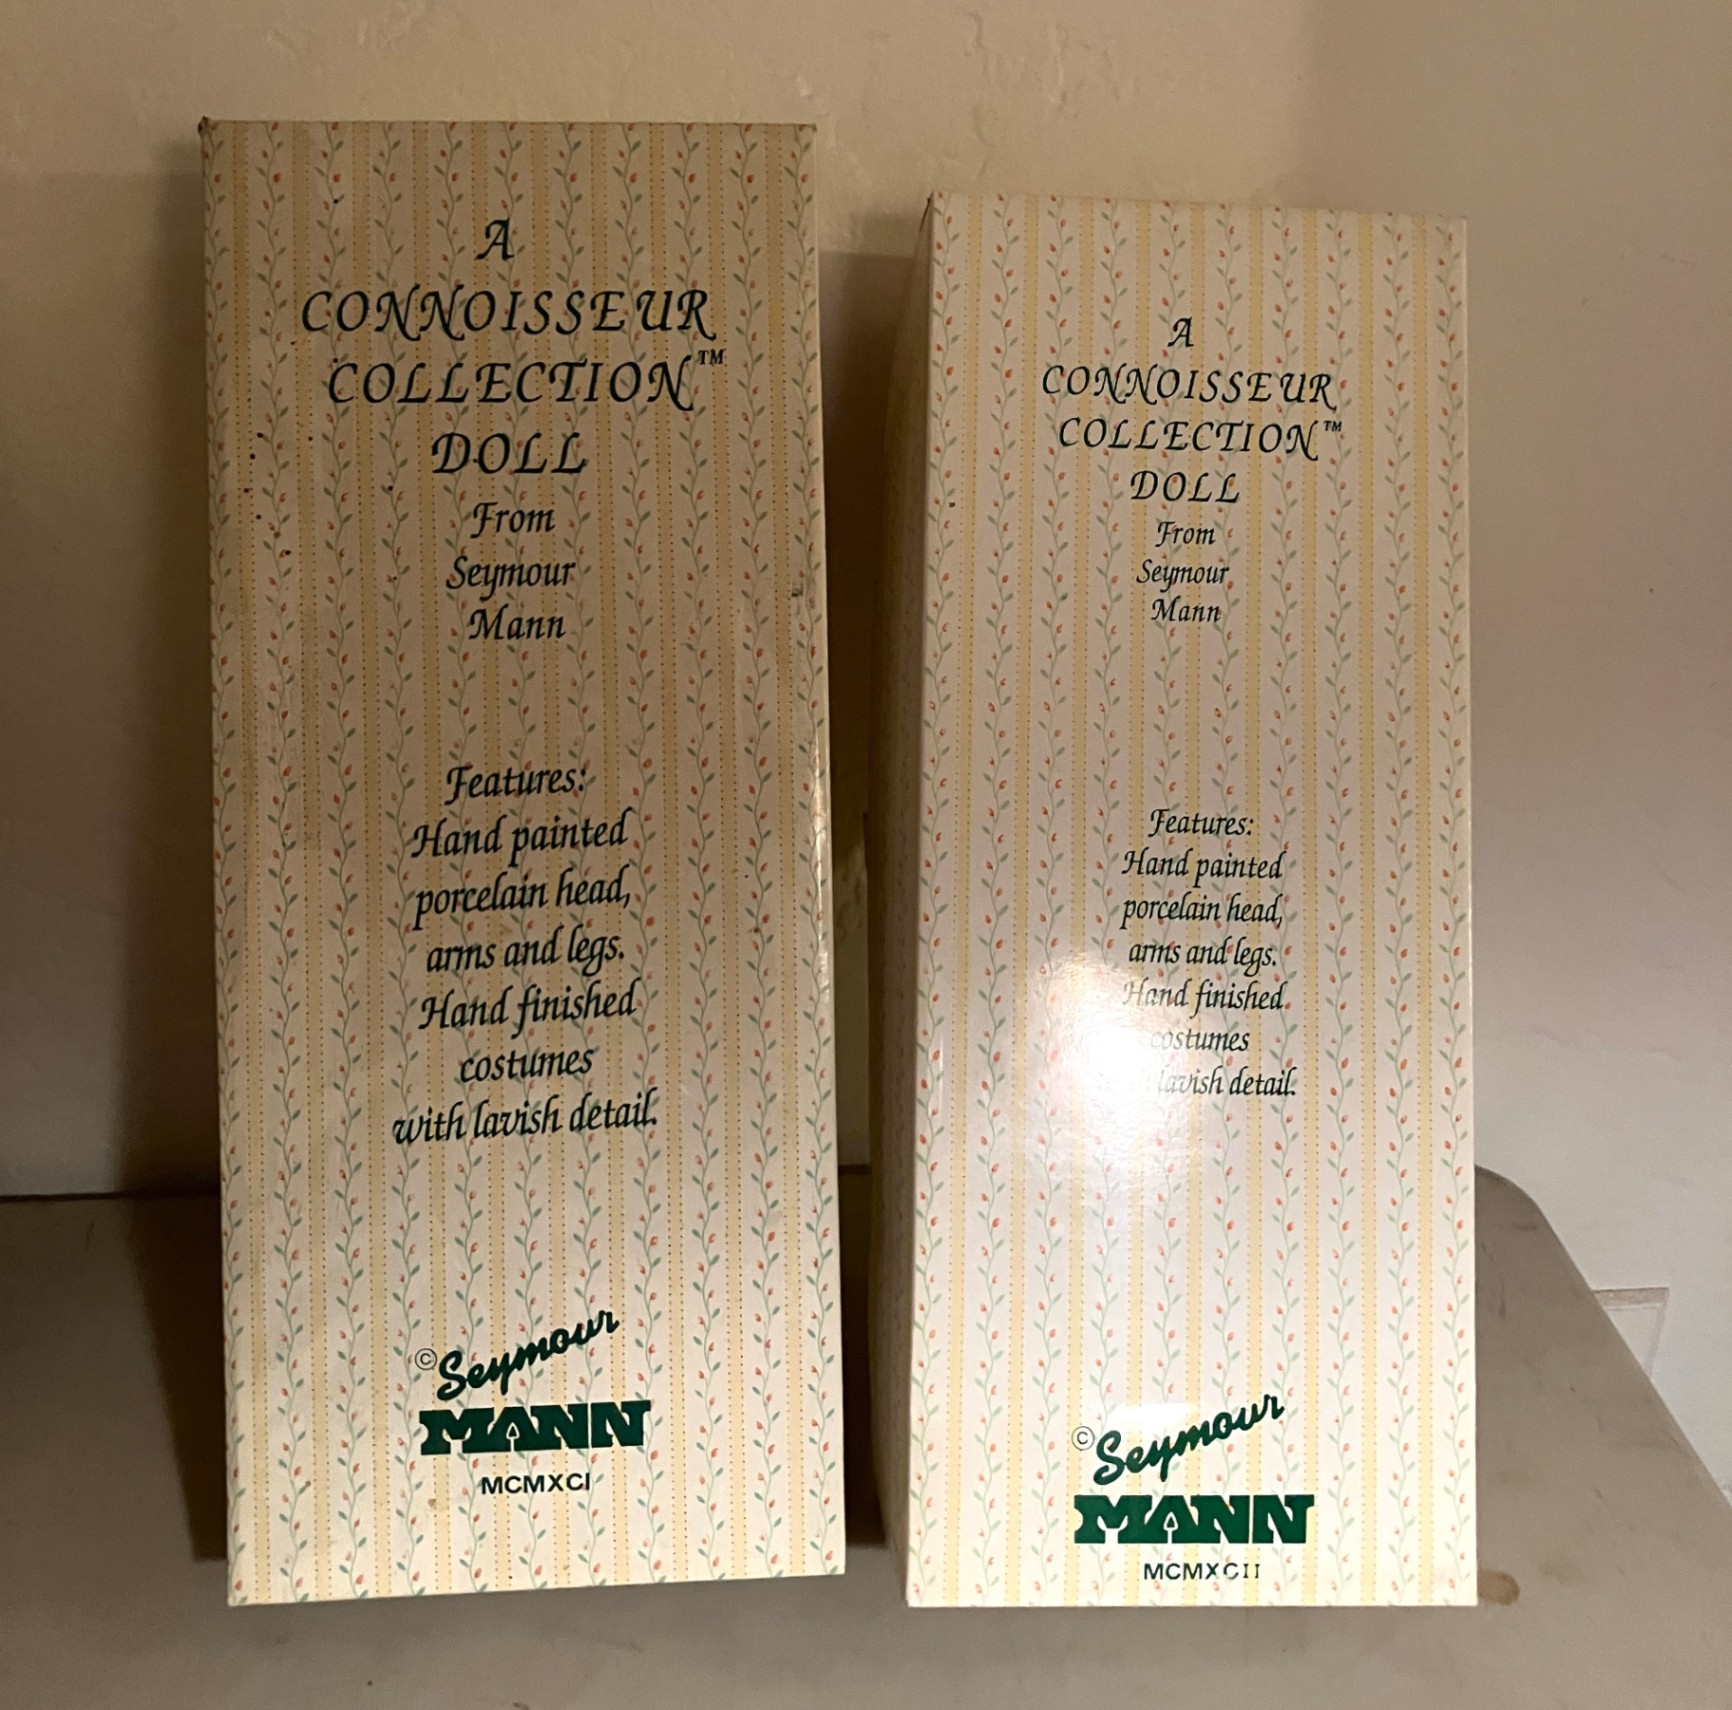 A
CONNOISSEUR
COLLECTION™
DOLL
From
Seymour
Mann
Features:
Hand painted
porcelain head,
arms and legs.
Hand finished
costumes
with lavish detail.
© Seymour
MANN
MCMXCI
A
CONNOISSEUR
COLLECTION™
DOLL
From
Seymour
Mann
Features:
Hand painted
porcelain head,
arms and legs.
Hand finished
costumes
lavish detail.
© Seymour
MANN
MCMXCII